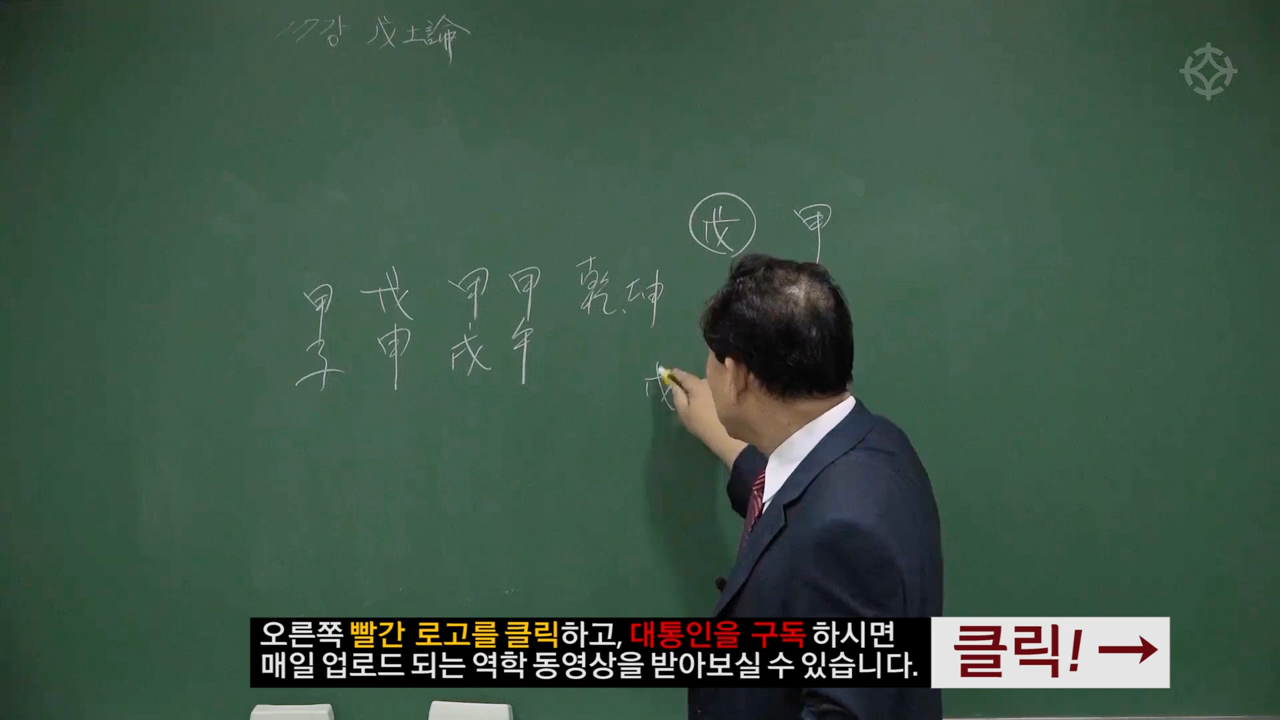 17강 戊土論
戊 甲
甲 戊 甲 甲 乾.坤
子 申 戌 午
戊
오른쪽 빨간 로고를 클릭하고, 대통인을 구독 하시면
매일 업로드 되는 역학 동영상을 받아보실 수 있습니다.
클릭! →